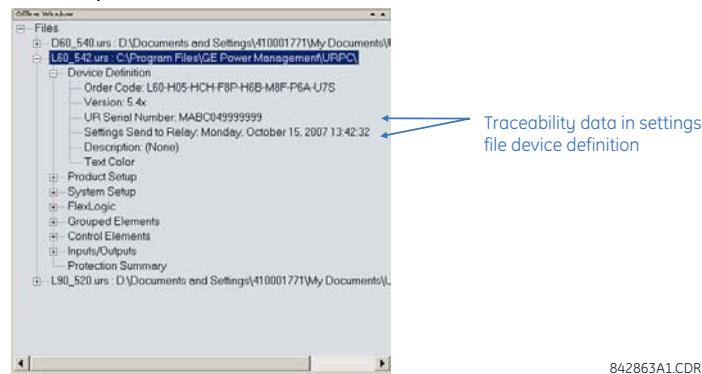 Offline Window
Files
D60_540.urs : D:\Documents and Settings\410001771\My Documents\
L60_542.urs : C:\Program Files\GE Power Management\URPC\
Device Definition
Order Code: L60-H05-HCH-F8P-H6B-M8F-P6A-U7S
Version: 5.4x
UR Serial Number: MABC049999999
Settings Send to Relay: Monday, October 15, 2007 13:42:32
Description: (None)
Text Color
Product Setup
System Setup
FlexLogic
Grouped Elements
Control Elements
Inputs/Outputs
Protection Summary
L90_520.urs : D:\Documents and Settings\410001771\My Documents\
Traceability data in settings
file device definition
842863A1.CDR